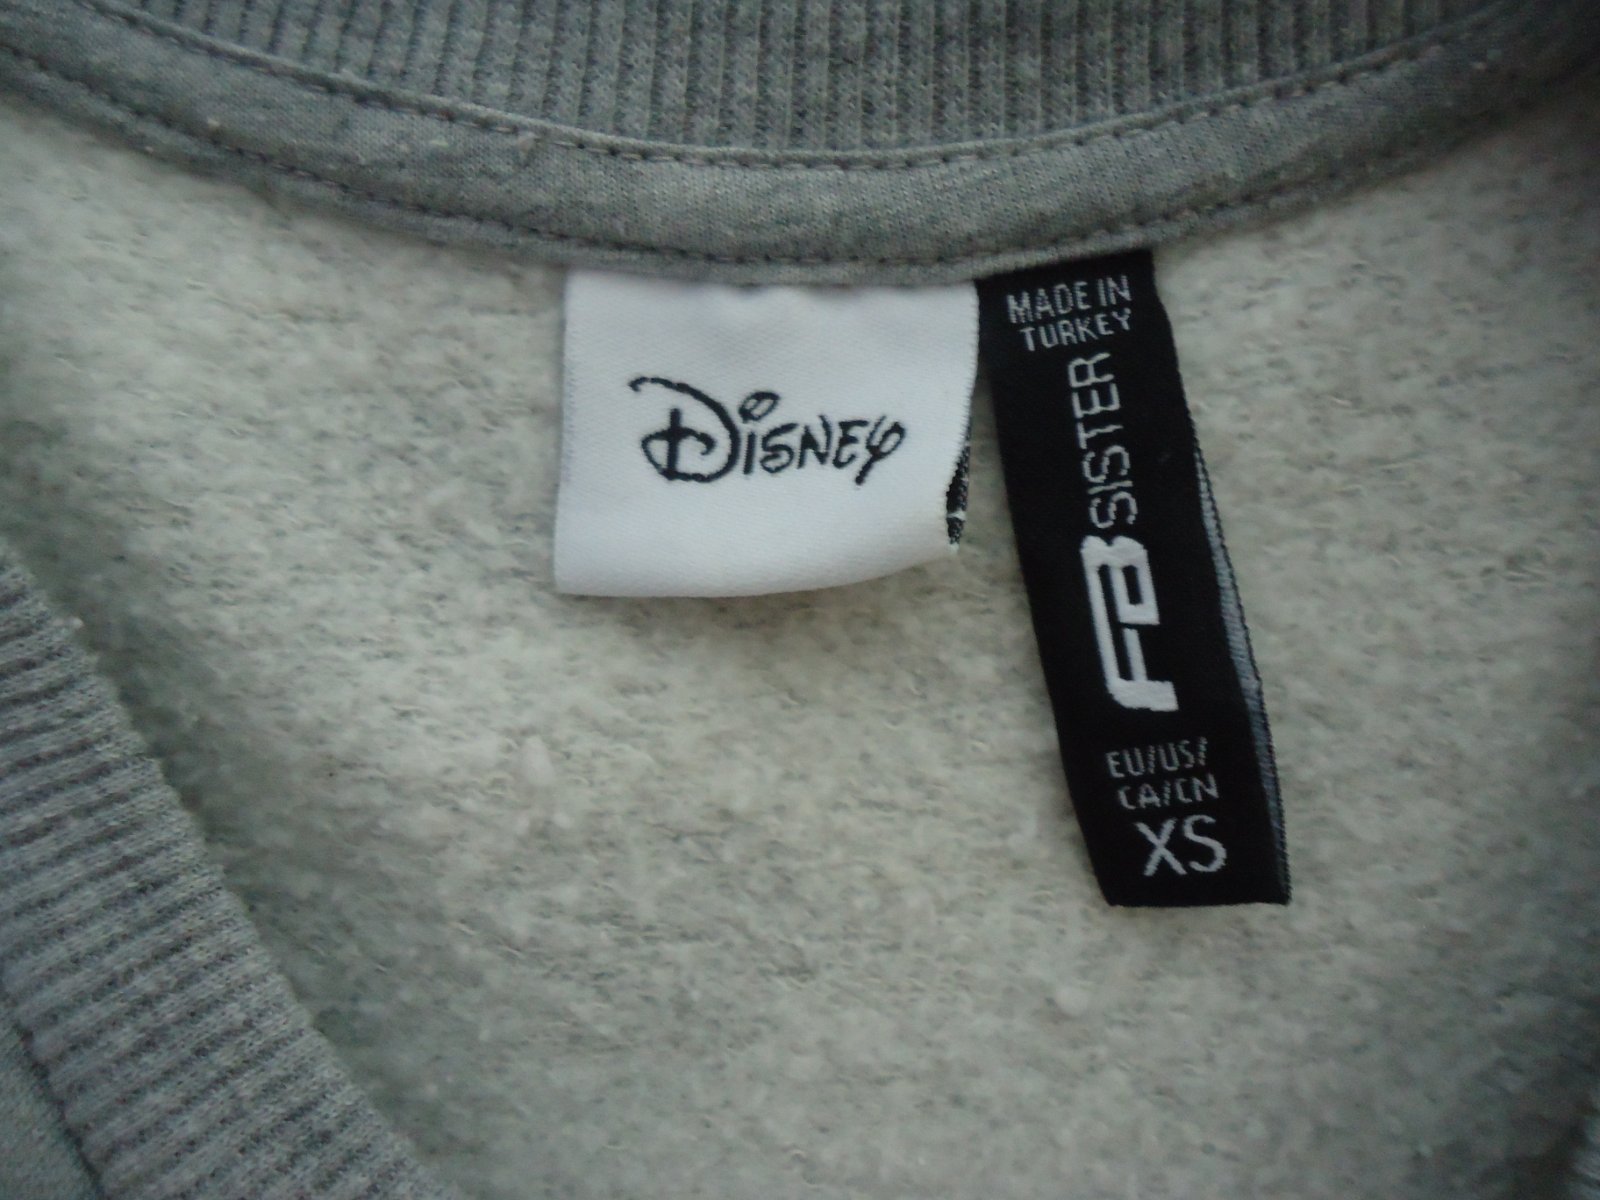 Disney
MADE IN
TURKEY
FB SISTER
EU/US/
CA/CN
XS